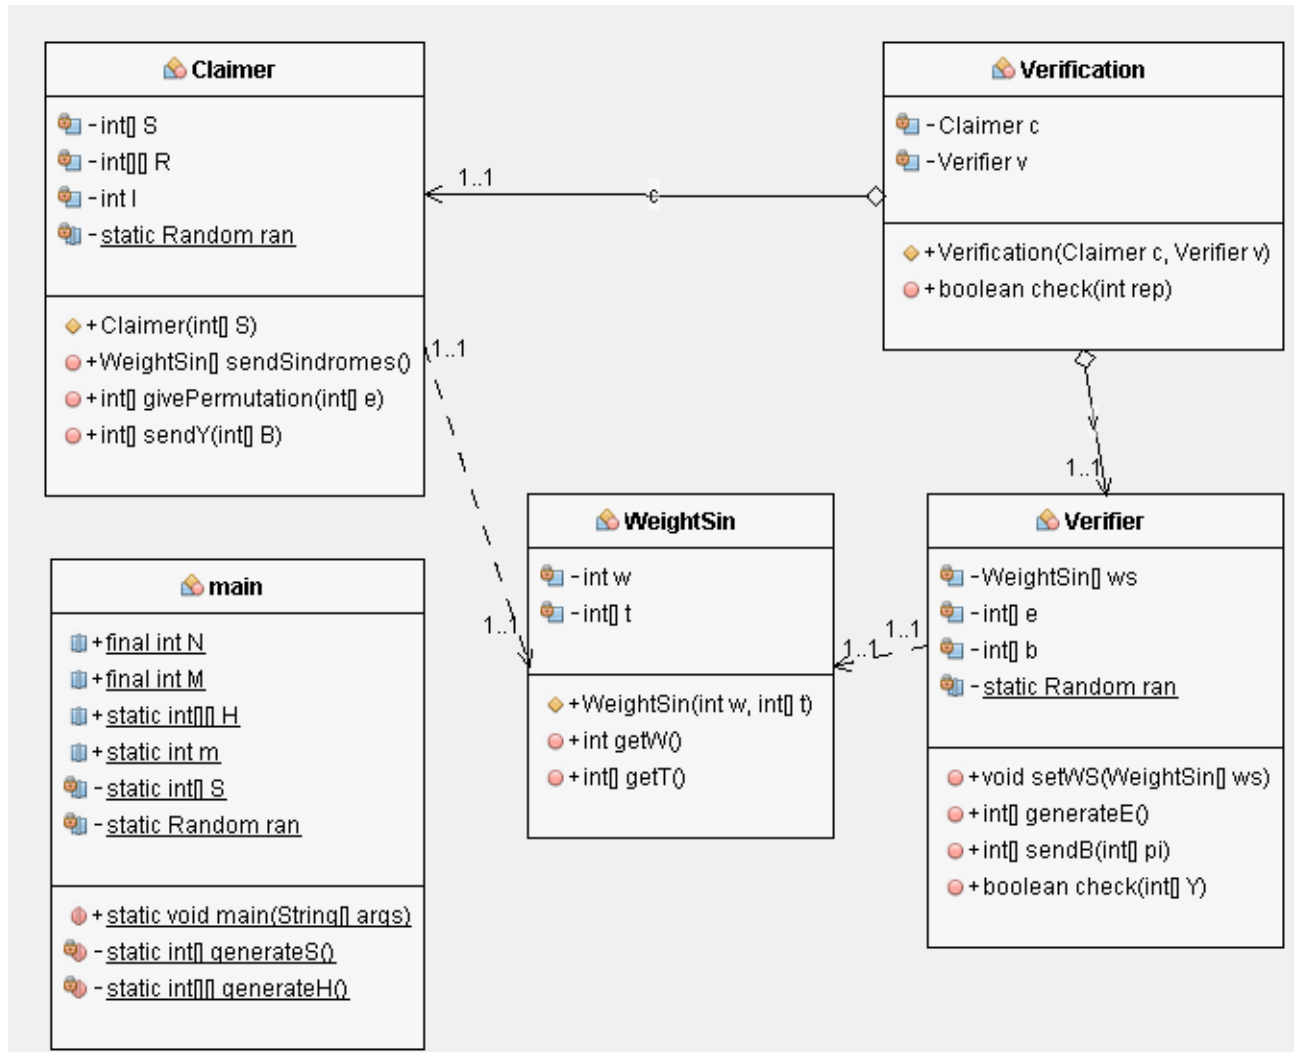 Claimer
-int[] S
-int[][] R
-int l
-static Random ran
+Claimer(int[] S)
+WeightSin[] sendSindromes()
+int[] givePermutation(int[] e)
+int[] sendY(int[] B)
Verification
-Claimer c
-Verifier v
+Verification(Claimer c, Verifier v)
+boolean check(int rep)
1..1
c
1..1
1..1
1..1
1..1
1..1
WeightSin
-int w
-int[] t
+WeightSin(int w, int[] t)
+int getW()
+int[] getT()
Verifier
-WeightSin[] ws
-int[] e
-int[] b
-static Random ran
+void setWS(WeightSin[] ws)
+int[] generateE()
+int[] sendB(int[] pi)
+boolean check(int[] Y)
main
+final int N
+final int M
+static int[][] H
+static int m
-static int[] S
-static Random ran
+static void main(String[] args)
-static int[] generateS()
-static int[][] generateH()